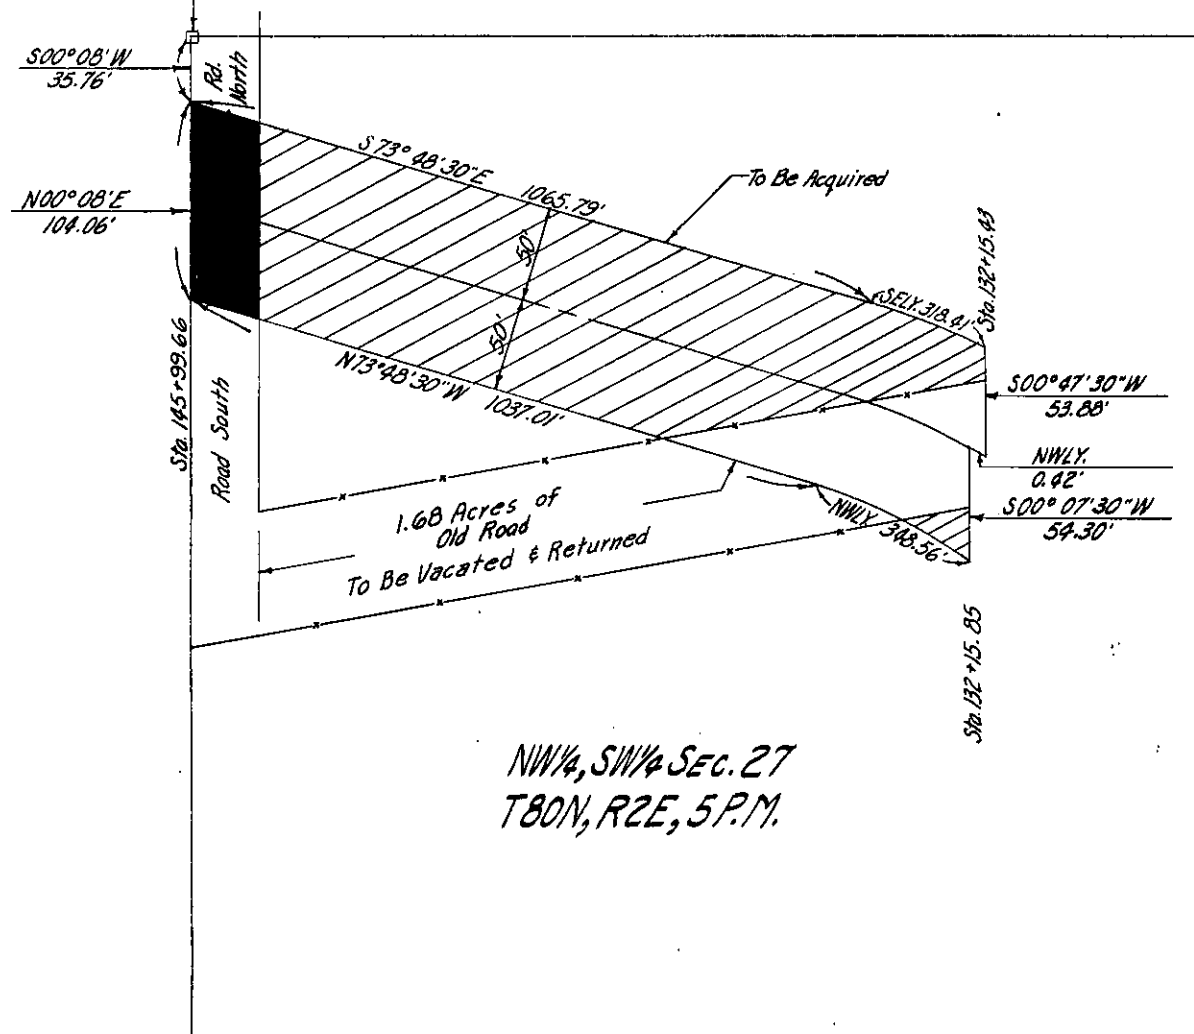 S00°08'W
35.76'
Rd.
North
N00°08'E
104.06'
S 73° 48'30"E 1065.79'
To Be Acquired
50'
50'
SELY. 318.41'
Sta. 132+15.43
N73°48'30"W 1037.01'
Sta. 145+99.66
Road South
S00°47'30"W
53.88'
NWLY.
0.42'
S00°07'30"W
54.30'
NWLY. 348.56'
1.68 Acres of
Old Road
To Be Vacated & Returned
Sta. 132+15.85
NW¼, SW¼ SEC. 27
T80N, R2E, 5 P.M.